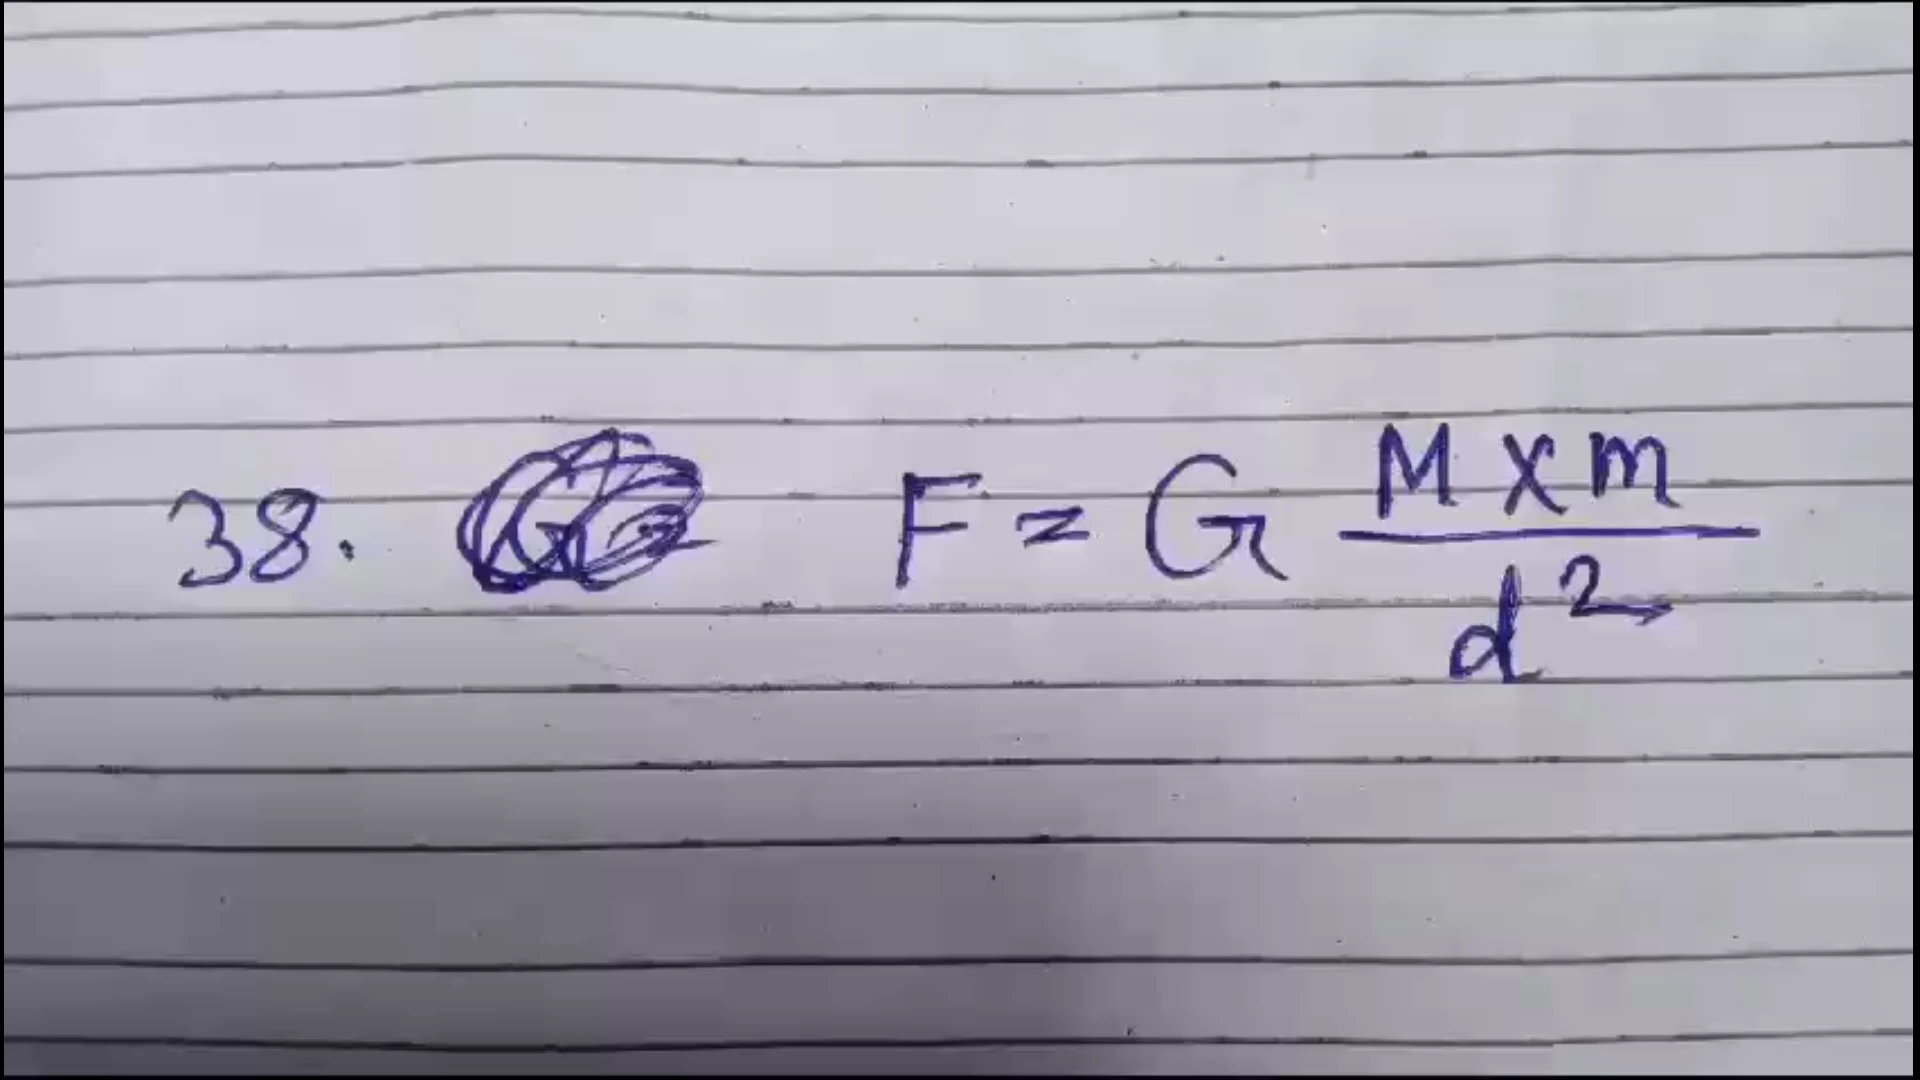 38. F = G M x m / d²